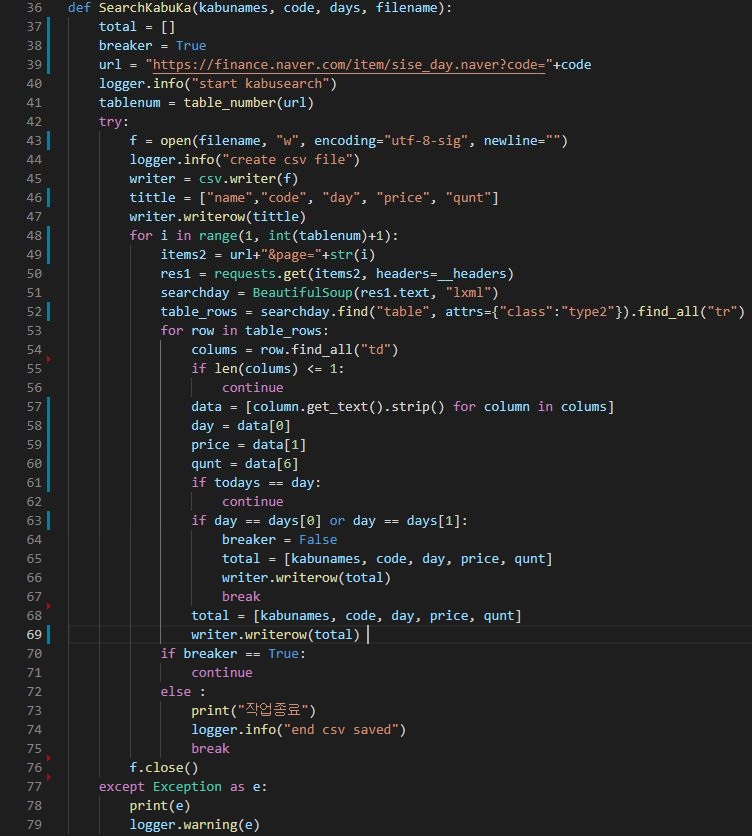 36 def SearchKabuKa(kabunames, code, days, filename):
37     total = []
38     breaker = True
39     url = "https://finance.naver.com/item/sise_day.naver?code="+code
40     logger.info("start kabusearch")
41     tablenum = table_number(url)
42     try:
43         f = open(filename, "w", encoding="utf-8-sig", newline="")
44         logger.info("create csv file")
45         writer = csv.writer(f)
46         tittle = ["name","code", "day", "price", "qunt"]
47         writer.writerow(tittle)
48         for i in range(1, int(tablenum)+1):
49             items2 = url+"&page="+str(i)
50             res1 = requests.get(items2, headers=__headers)
51             searchday = BeautifulSoup(res1.text, "lxml")
52             table_rows = searchday.find("table", attrs={"class":"type2"}).find_all("tr")
53             for row in table_rows:
54                 colums = row.find_all("td")
55                 if len(colums) <= 1:
56                     continue
57                 data = [column.get_text().strip() for column in colums]
58                 day = data[0]
59                 price = data[1]
60                 qunt = data[6]
61                 if todays == day:
62                     continue
63                 if day == days[0] or day == days[1]:
64                     breaker = False
65                     total = [kabunames, code, day, price, qunt]
66                     writer.writerow(total)
67                     break
68                 total = [kabunames, code, day, price, qunt]
69                 writer.writerow(total)
70             if breaker == True:
71                 continue
72             else :
73                 print("작업종료")
74                 logger.info("end csv saved")
75                 break
76         f.close()
77     except Exception as e:
78         print(e)
79         logger.warning(e)